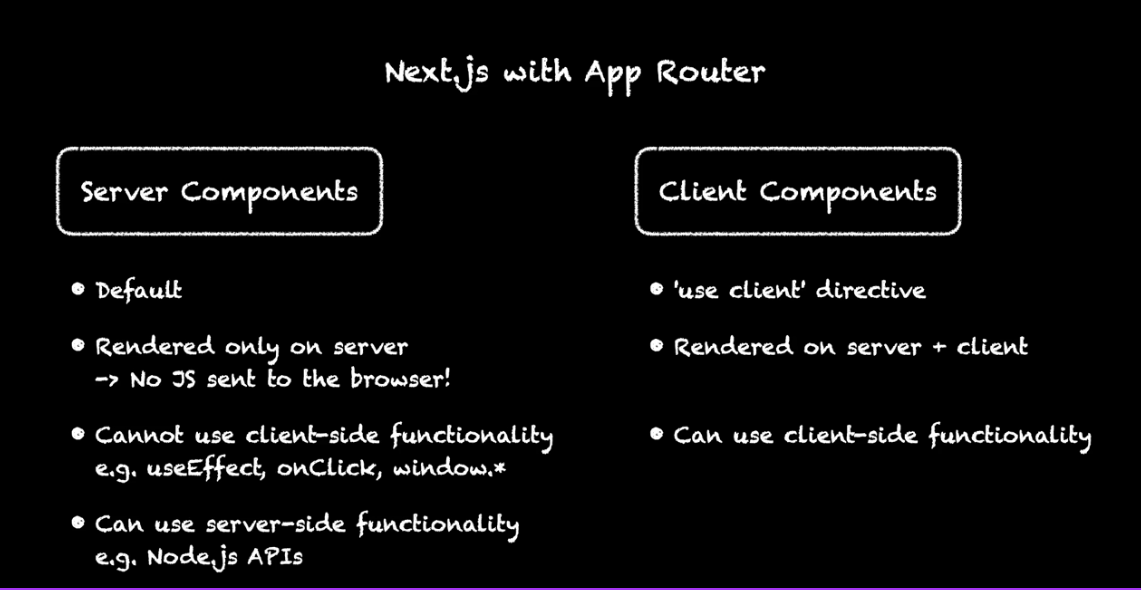 Next.js with App Router
Server Components
• Default
• Rendered only on server
-> No JS sent to the browser!
• Cannot use client-side functionality
e.g. useEffect, onClick, window.*
• Can use server-side functionality
e.g. Node.js APIs
Client Components
• 'use client' directive
• Rendered on server + client
• Can use client-side functionality